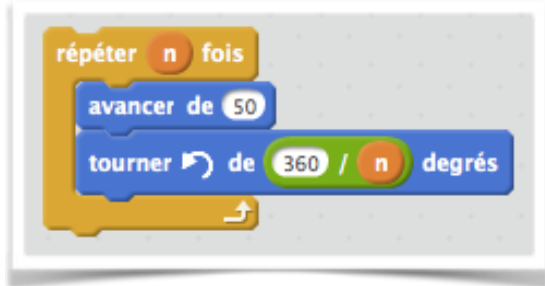 répéter n fois
avancer de 50
tourner de 360 / n degrés